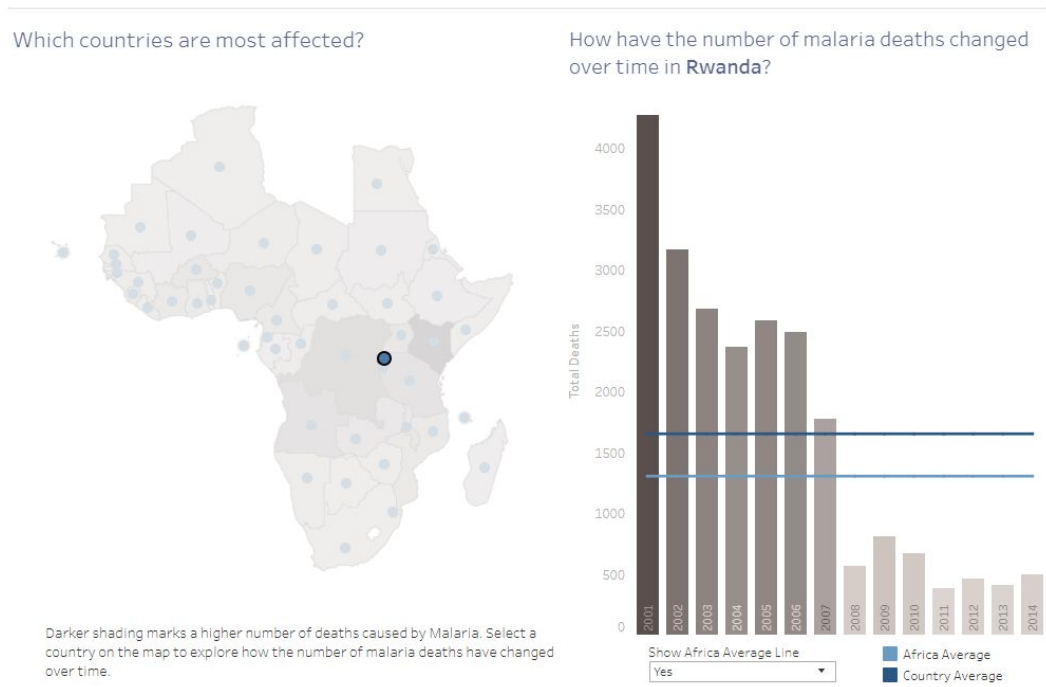 Which countries are most affected?
Darker shading marks a higher number of deaths caused by Malaria. Select a
country on the map to explore how the number of malaria deaths have changed
over time.
How have the number of malaria deaths changed
over time in Rwanda?
Total Deaths
4000
3500
3000
2500
2000
1500
1000
500
0
2001
2002
2003
2004
2005
2006
2007
2008
2009
2010
2011
2012
2013
2014
Show Africa Average Line
Yes
Africa Average
Country Average